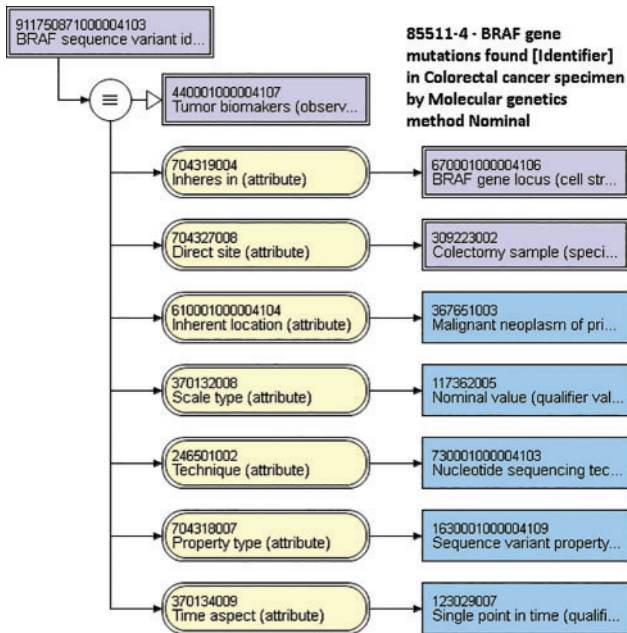 911750871000004103
BRAF sequence variant id...
85511-4 - BRAF gene
mutations found [Identifier]
in Colorectal cancer specimen
by Molecular genetics
method Nominal
≡
440001000004107
Tumor biomakers (observ...
704319004
Inheres in (attribute)
670001000004106
BRAF gene locus (cell str...
704327008
Direct site (attribute)
309223002
Colectomy sample (speci...
610001000004104
Inherent location (attribute)
367651003
Malignant neoplasm of pri...
370132008
Scale type (attribute)
117362005
Nominal value (qualifier val...
246501002
Technique (attribute)
730001000004103
Nucleotide sequencing tec...
704318007
Property type (attribute)
1630001000004109
Sequence variant property...
370134009
Time aspect (attribute)
123029007
Single point in time (qualifi...